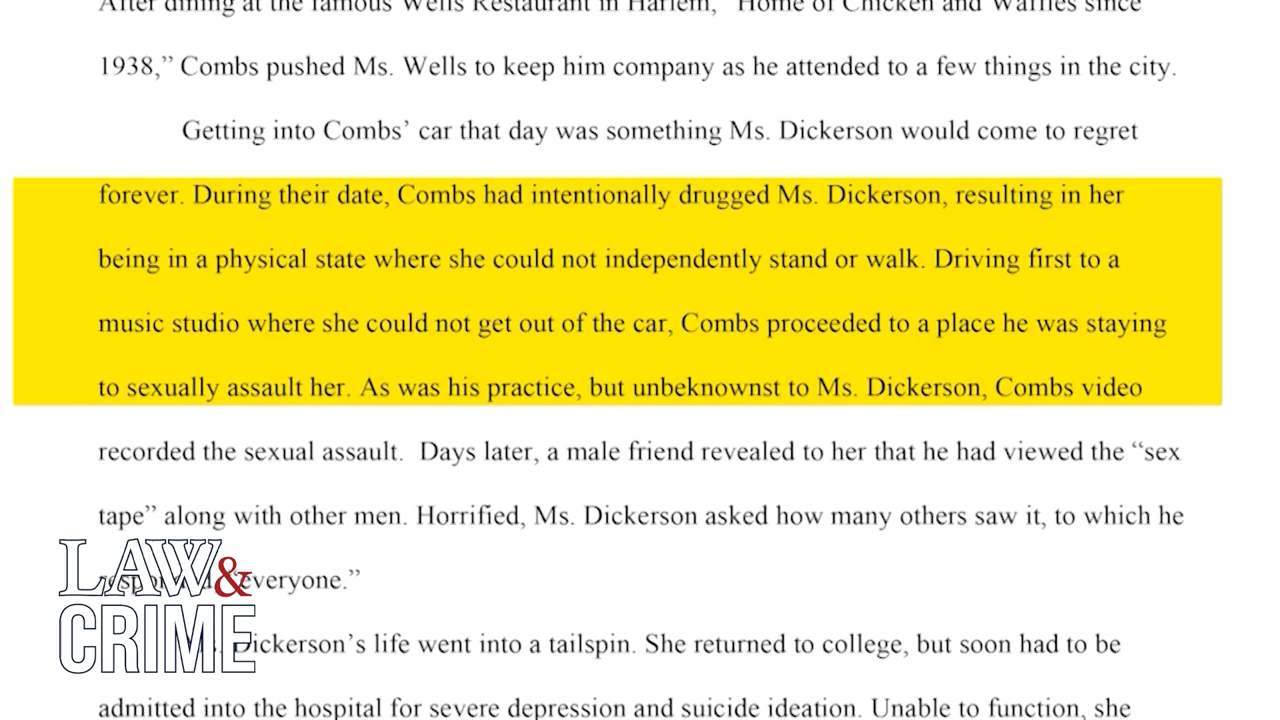 After dining at the famous Wells Restaurant in Harlem, “Home of Chicken and Waffles since
1938,” Combs pushed Ms. Wells to keep him company as he attended to a few things in the city.
Getting into Combs’ car that day was something Ms. Dickerson would come to regret
forever. During their date, Combs had intentionally drugged Ms. Dickerson, resulting in her
being in a physical state where she could not independently stand or walk. Driving first to a
music studio where she could not get out of the car, Combs proceeded to a place he was staying
to sexually assault her. As was his practice, but unbeknownst to Ms. Dickerson, Combs video
recorded the sexual assault.  Days later, a male friend revealed to her that he had viewed the “sex
tape” along with other men. Horrified, Ms. Dickerson asked how many others saw it, to which he
responded, “everyone.”
Dickerson’s life went into a tailspin. She returned to college, but soon had to be
admitted into the hospital for severe depression and suicide ideation. Unable to function, she
LAW&
CRIME